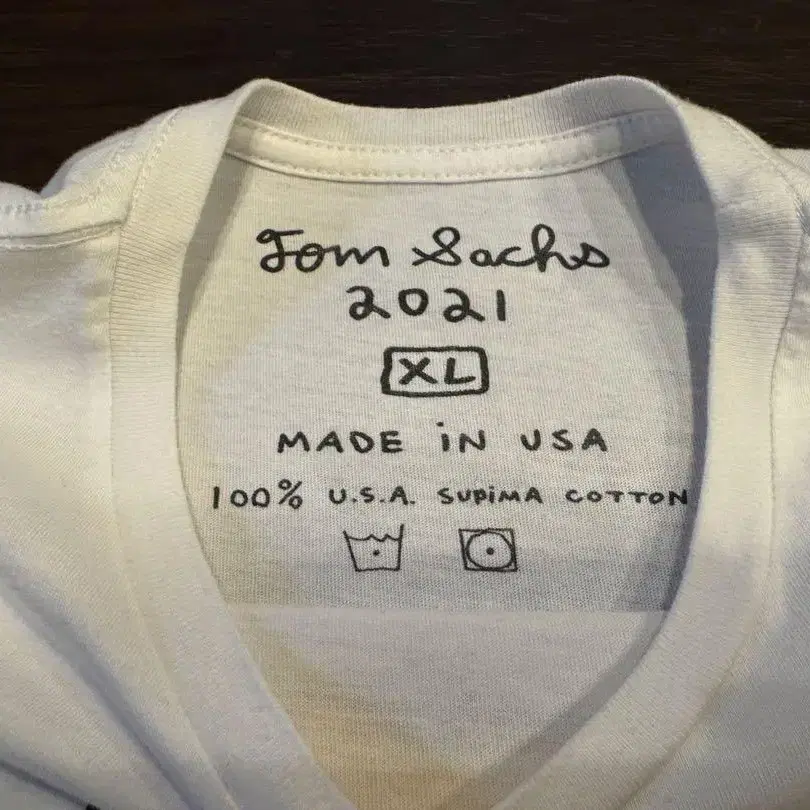 Tom Sachs
2021
XL
MADE iN USA
100% U.S.A. SUPiMA COTTON